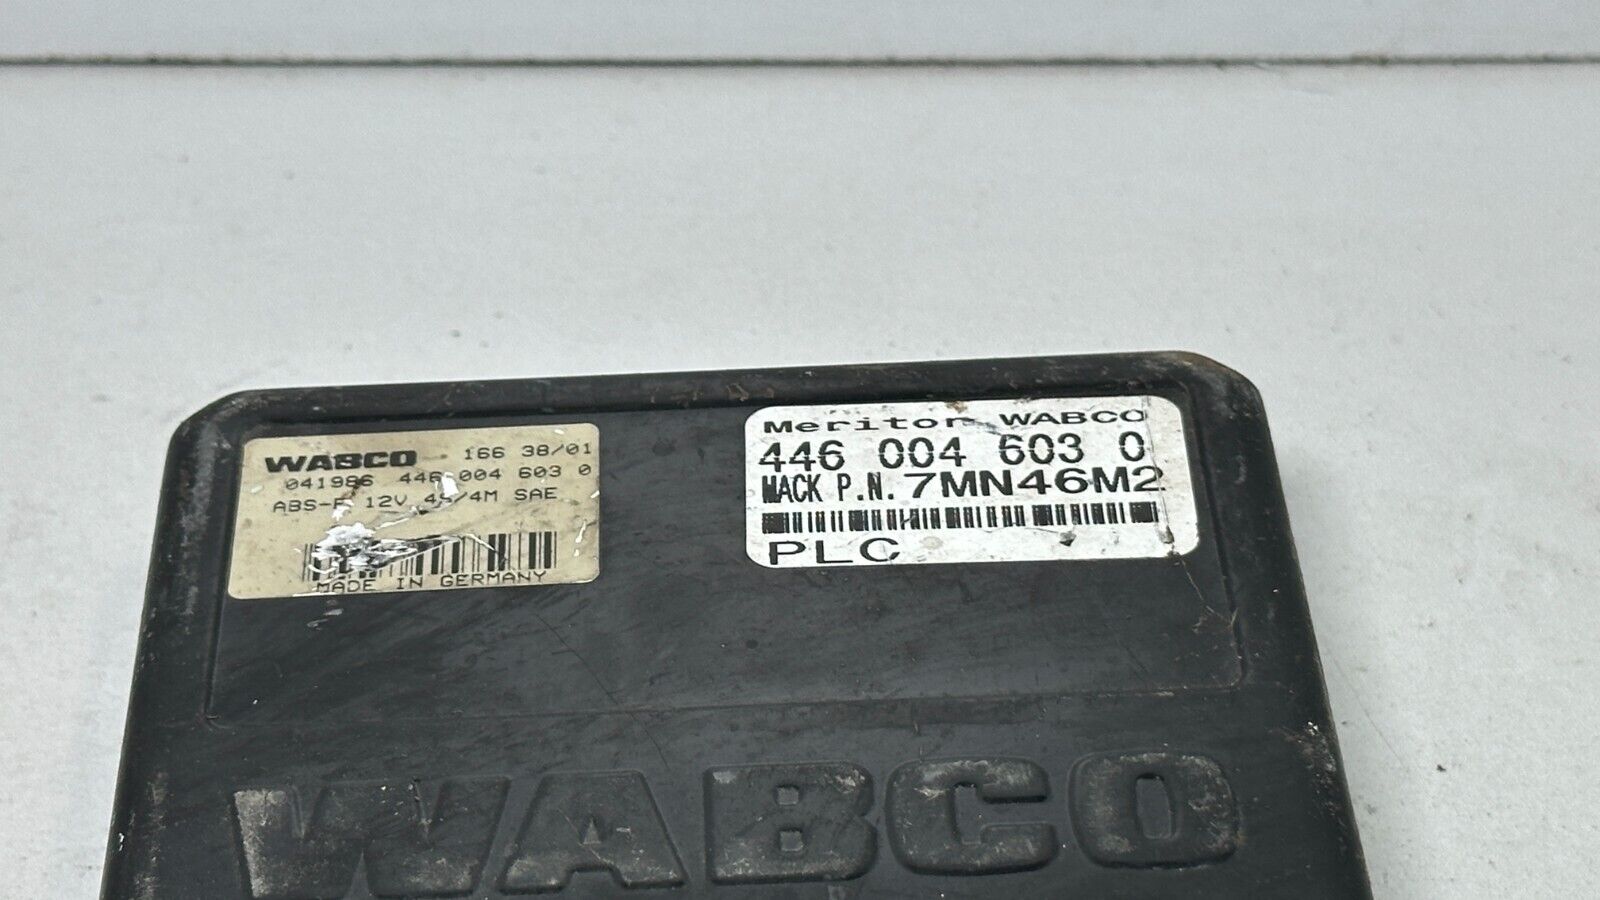 WABCO 166 38/01
041986 446 004 603 0
ABS-E 12V 4S/4M SAE
MADE IN GERMANY
Meritor WABCO
446 004 603 0
MACK P.N. 7MN46M2
PLC
WABCO